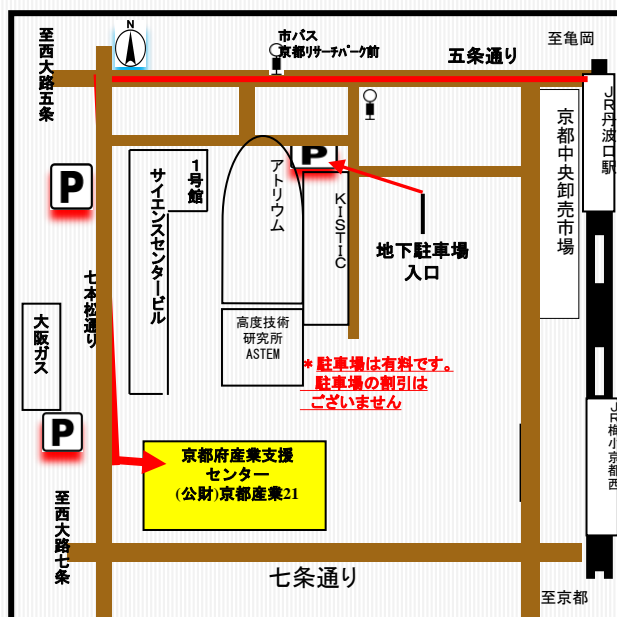 N
市バス
京都リサーチパーク前
至西大路五条
五条通り
至亀岡
JR丹波口駅
京都中央卸売市場
P
P
1号館
サイエンスセンタービル
アトリウム
KISTIC
地下駐車場
入口
七本松通り
大阪ガス
高度技術
研究所
ASTEM
*駐車場は有料です。
駐車場の割引は
ございません
P
京都府産業支援
センター
(公財)京都産業21
JR梅小京都西
至西大路七条
七条通り
至京都